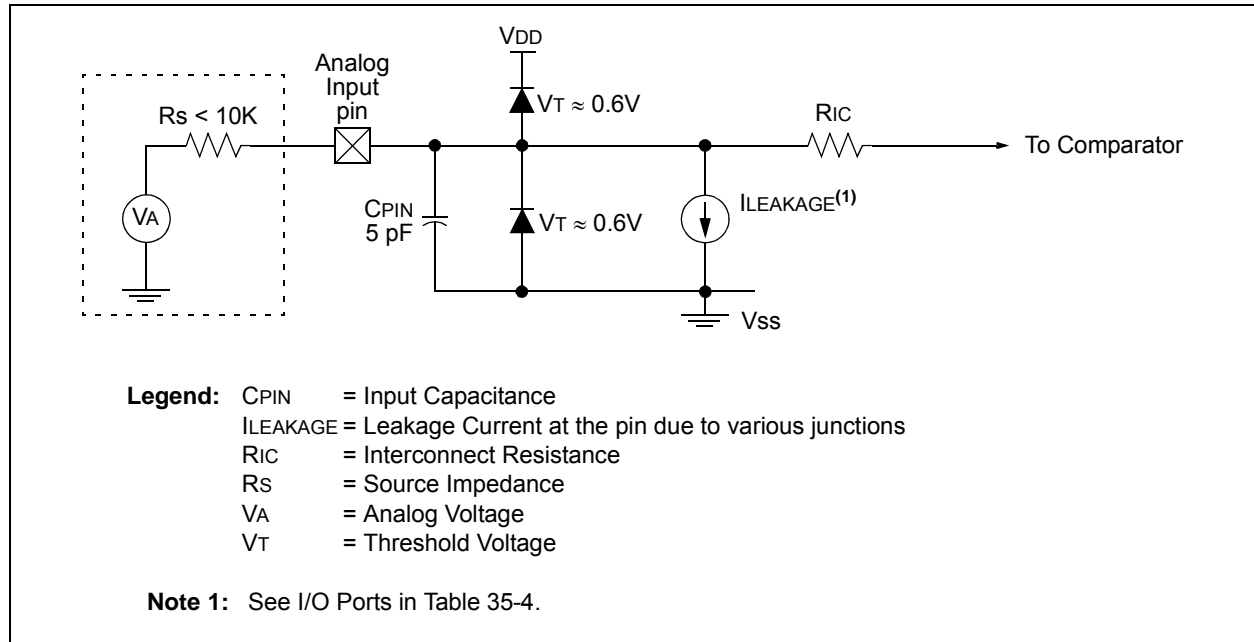 VDD
Analog
Input
pin
VT ≈ 0.6V
RS < 10K
RIC
To Comparator
VA
CPIN
5 pF
VT ≈ 0.6V
ILEAKAGE(1)
VSS
Legend: CPIN = Input Capacitance
ILEAKAGE = Leakage Current at the pin due to various junctions
RIC = Interconnect Resistance
RS = Source Impedance
VA = Analog Voltage
VT = Threshold Voltage
Note 1: See I/O Ports in Table 35-4.